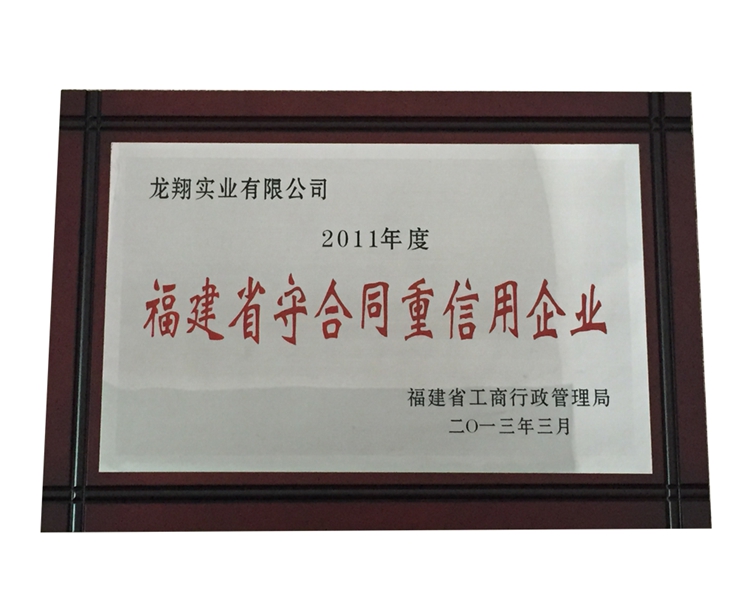 龙翔实业有限公司
2011年度
福建省守合同重信用企业
福建省工商行政管理局
二〇一三年三月